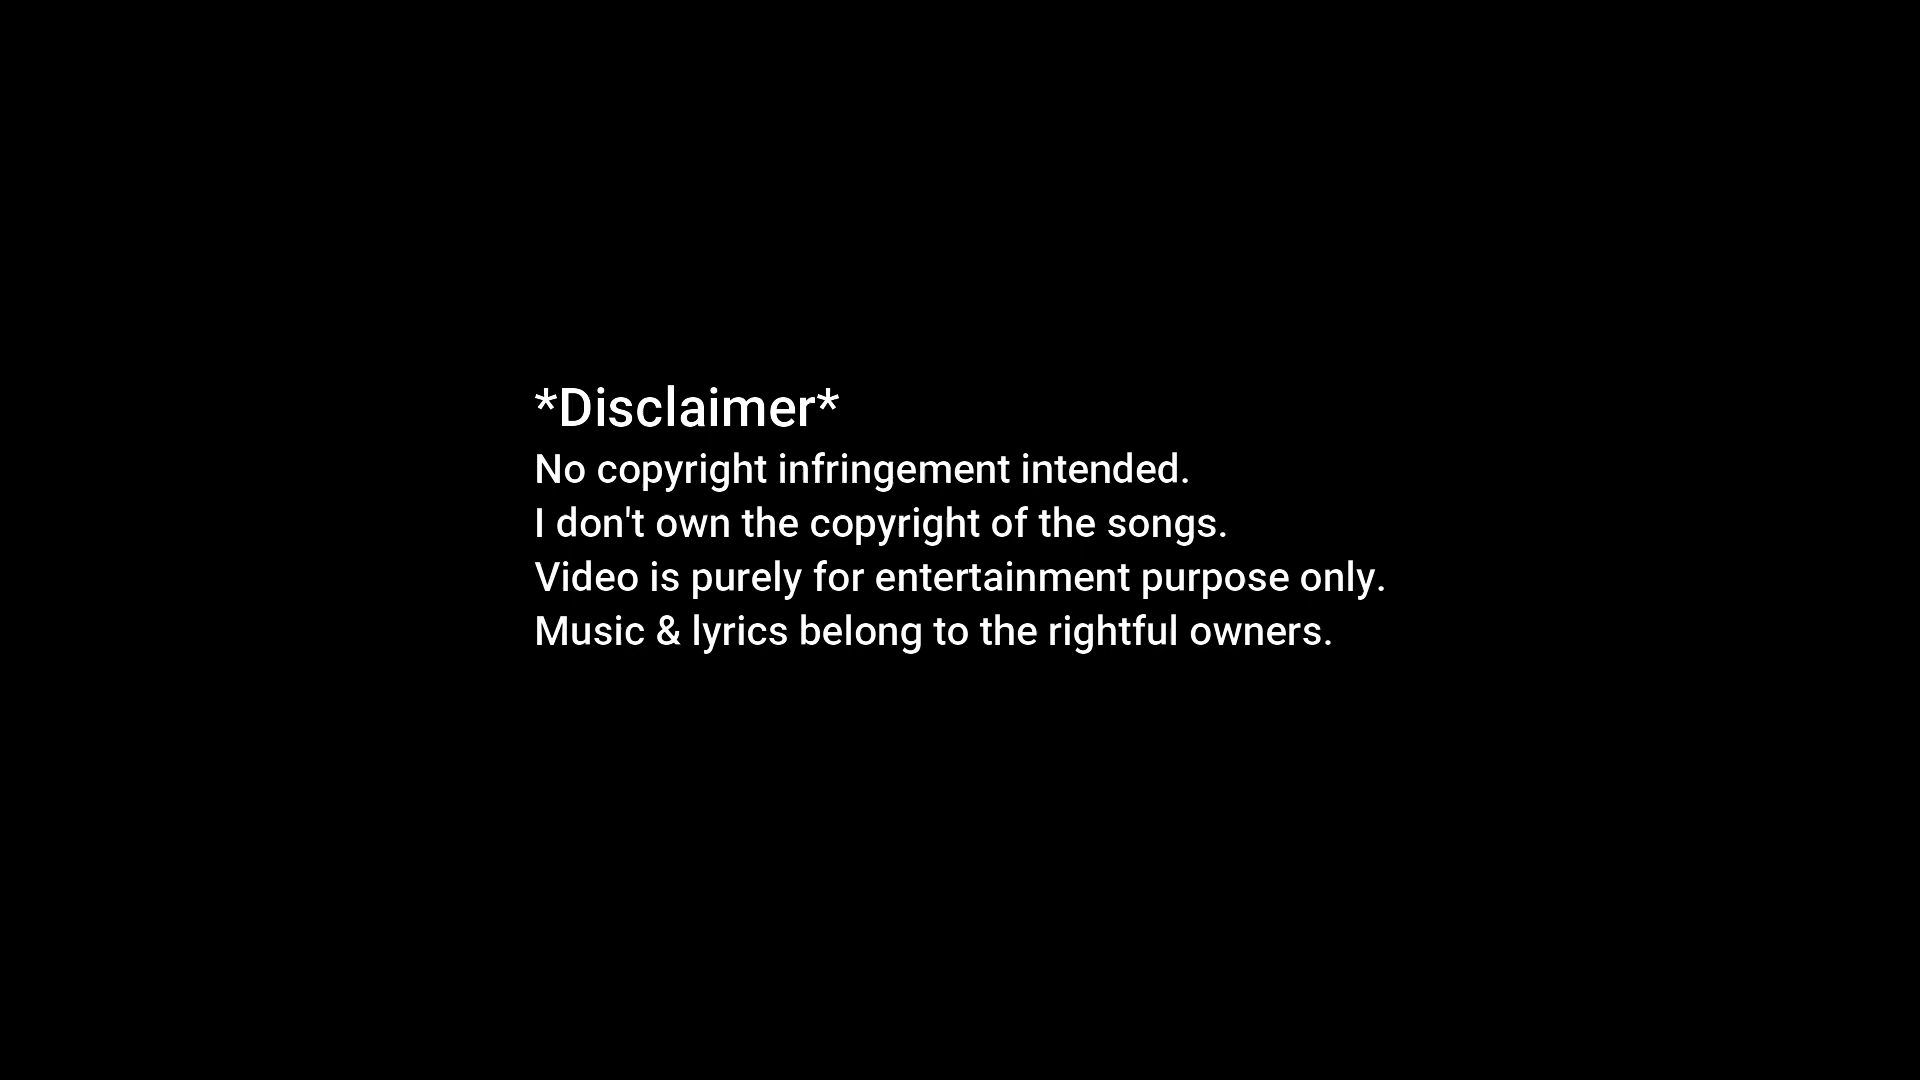 *Disclaimer*
No copyright infringement intended.
I don't own the copyright of the songs.
Video is purely for entertainment purpose only.
Music & lyrics belong to the rightful owners.